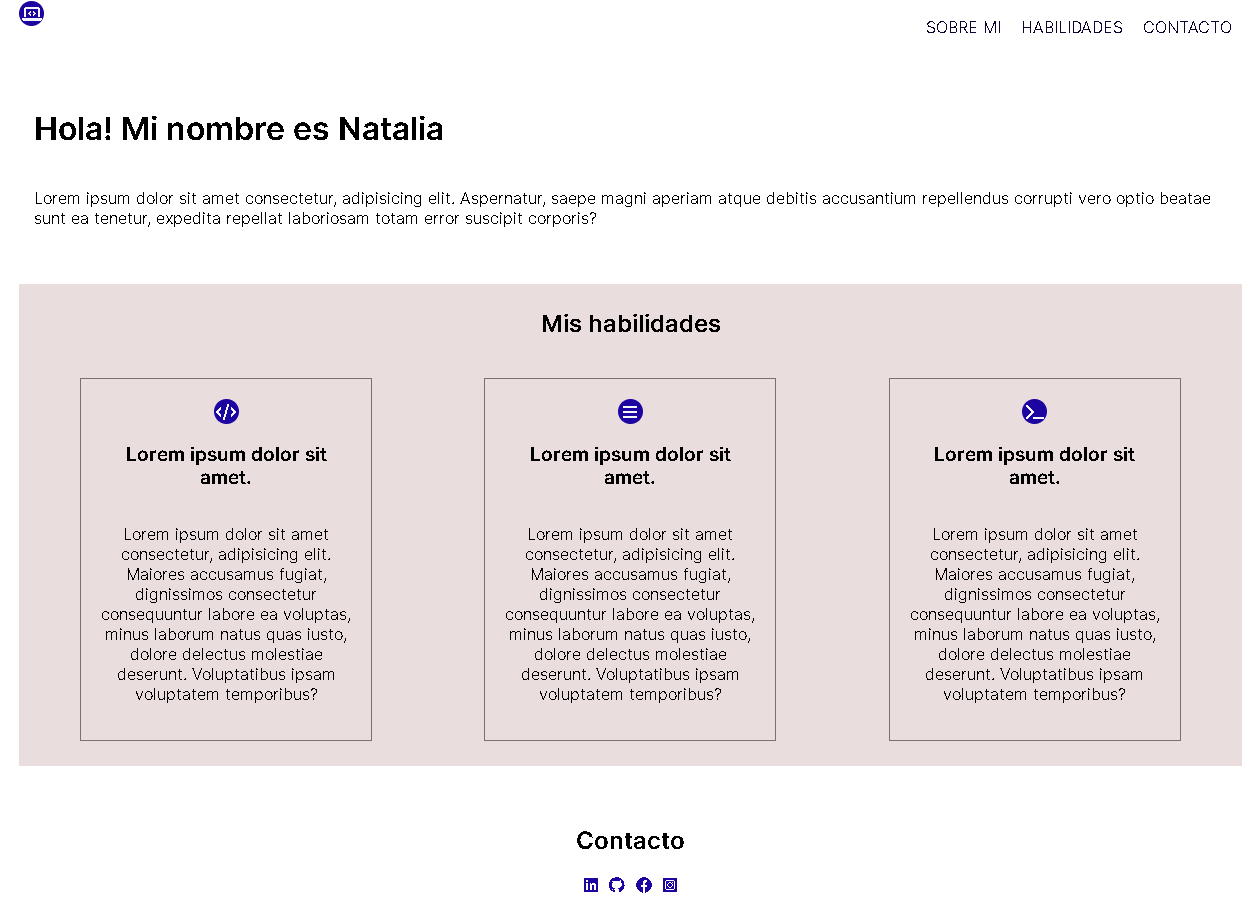 SOBRE MI HABILIDADES CONTACTO
Hola! Mi nombre es Natalia
Lorem ipsum dolor sit amet consectetur, adipisicing elit. Aspernatur, saepe magni aperiam atque debitis accusantium repellendus corrupti vero optio beatae
sunt ea tenetur, expedita repellat laboriosam totam error suscipit corporis?
Mis habilidades
Lorem ipsum dolor sit
amet.
Lorem ipsum dolor sit amet
consectetur, adipisicing elit.
Maiores accusamus fugiat,
dignissimos consectetur
consequuntur labore ea voluptas,
minus laborum natus quas iusto,
dolore delectus molestiae
deserunt. Voluptatibus ipsam
voluptatem temporibus?
Lorem ipsum dolor sit
amet.
Lorem ipsum dolor sit amet
consectetur, adipisicing elit.
Maiores accusamus fugiat,
dignissimos consectetur
consequuntur labore ea voluptas,
minus laborum natus quas iusto,
dolore delectus molestiae
deserunt. Voluptatibus ipsam
voluptatem temporibus?
Lorem ipsum dolor sit
amet.
Lorem ipsum dolor sit amet
consectetur, adipisicing elit.
Maiores accusamus fugiat,
dignissimos consectetur
consequuntur labore ea voluptas,
minus laborum natus quas iusto,
dolore delectus molestiae
deserunt. Voluptatibus ipsam
voluptatem temporibus?
Contacto